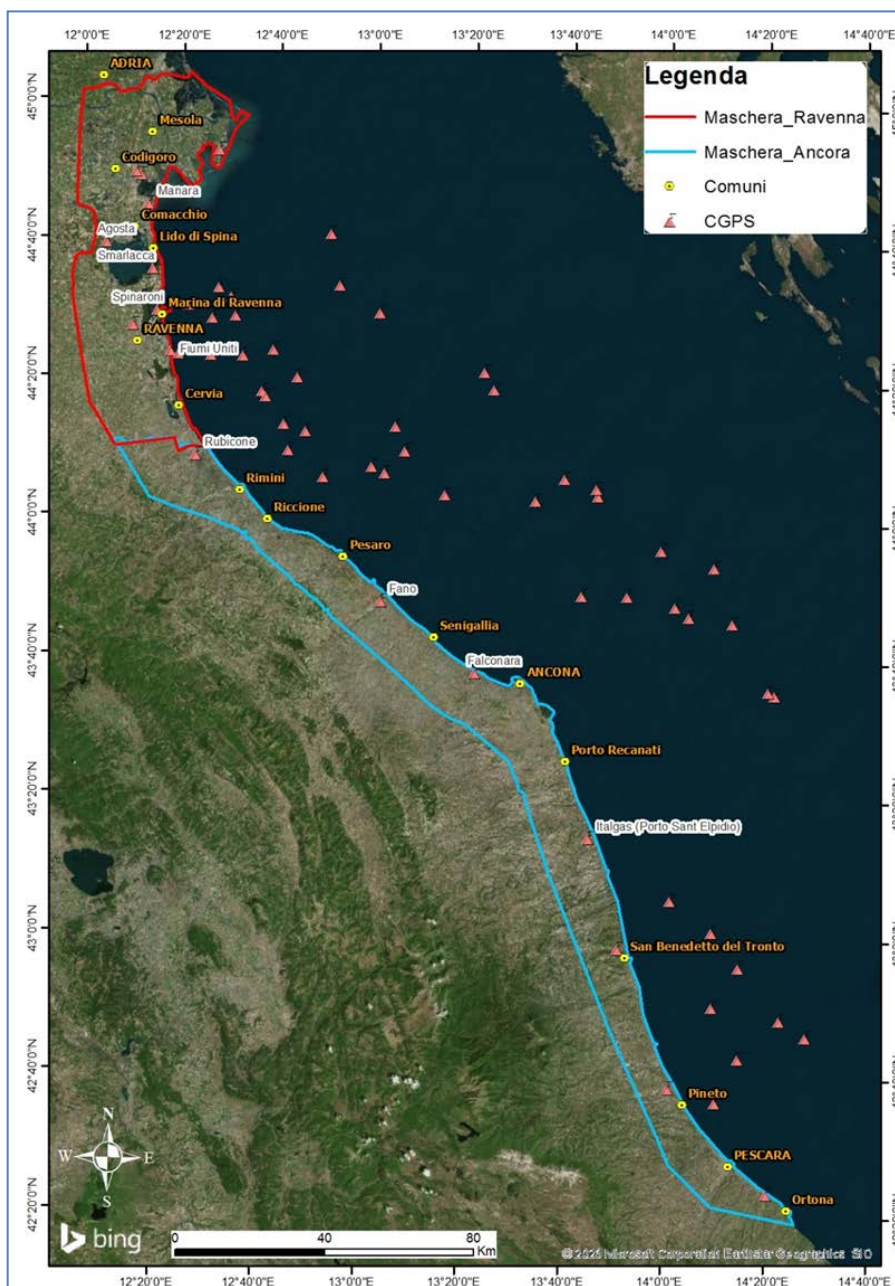 12°0'0"E
12°20'0"E
12°40'0"E
13°0'0"E
13°20'0"E
13°40'0"E
14°0'0"E
14°20'0"E
14°40'0"E
45°0'0"N
44°40'0"N
44°20'0"N
44°0'0"N
43°40'0"N
43°20'0"N
43°0'0"N
42°40'0"N
42°20'0"N
Legenda
Maschera_Ravenna
Maschera_Ancora
Comuni
CGPS
ADRIA
Mesola
Codigoro
Manara
Comacchio
Agosta
Lido di Spina
Smarlacca
Spinaroni
Marina di Ravenna
RAVENNA
Fiumi Uniti
Cervia
Rubicone
Rimini
Riccione
Pesaro
Fano
Senigallia
Falconara
ANCONA
Porto Recanati
Italgas (Porto Sant Elpidio)
San Benedetto del Tronto
Pineto
PESCARA
Ortona
N
W E
S
bing
0 40 80
Km
Microsoft Corporation Earthstar Geographics SIO
12°20'0"E
12°40'0"E
13°0'0"E
13°20'0"E
13°40'0"E
14°0'0"E
14°20'0"E
14°40'0"E